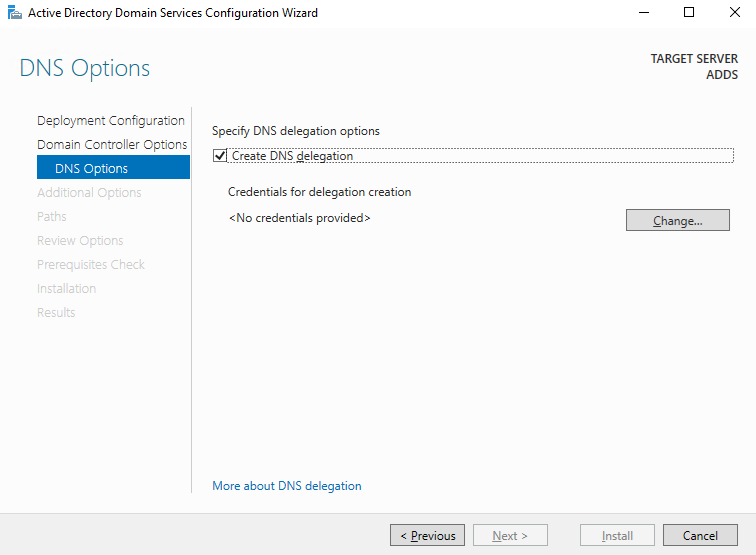 Active Directory Domain Services Configuration Wizard
DNS Options
TARGET SERVER
ADDS
Deployment Configuration
Domain Controller Options
DNS Options
Additional Options
Paths
Review Options
Prerequisites Check
Installation
Results
Specify DNS delegation options
Create DNS delegation
Credentials for delegation creation
<No credentials provided>
Change...
More about DNS delegation
< Previous
Next >
Install
Cancel